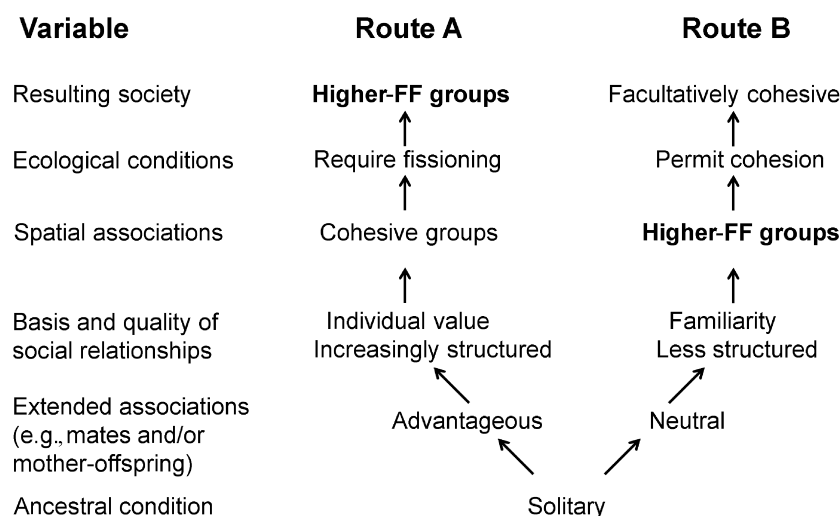 Variable Route A Route B
Resulting society Higher-FF groups Facultatively cohesive
Ecological conditions Require fissioning Permit cohesion
Spatial associations Cohesive groups Higher-FF groups
Basis and quality of Individual value Familiarity
social relationships Increasingly structured Less structured
Extended associations
(e.g., mates and/or Advantageous Neutral
mother-offspring)
Ancestral condition Solitary